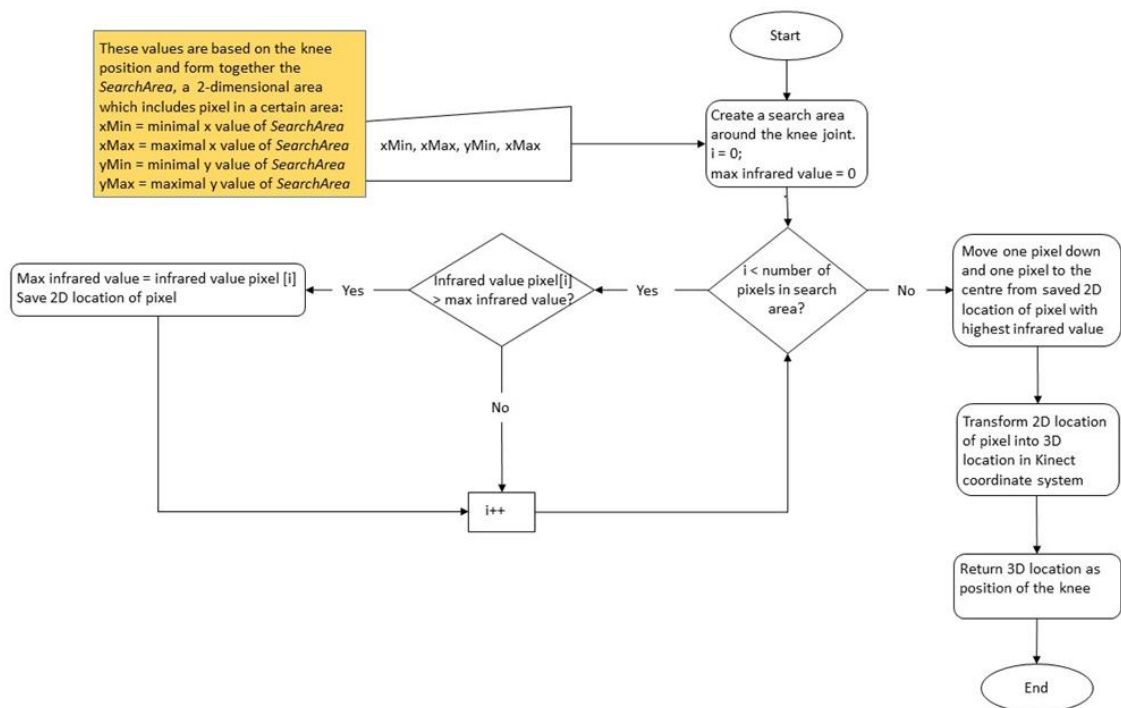 Start
These values are based on the knee
position and form together the
SearchArea, a 2-dimensional area
which includes pixel in a certain area:
xMin = minimal x value of SearchArea
xMax = maximal x value of SearchArea
yMin = minimal y value of SearchArea
yMax = maximal y value of SearchArea
xMin, xMax, yMin, xMax
Create a search area
around the knee joint.
i = 0;
max infrared value = 0
i < number of
pixels in search
area?
Yes
No
Infrared value pixel[i]
> max infrared value?
Yes
No
Max infrared value = infrared value pixel [i]
Save 2D location of pixel
i++
Move one pixel down
and one pixel to the
centre from saved 2D
location of pixel with
highest infrared value
Transform 2D location
of pixel into 3D
location in Kinect
coordinate system
Return 3D location as
position of the knee
End